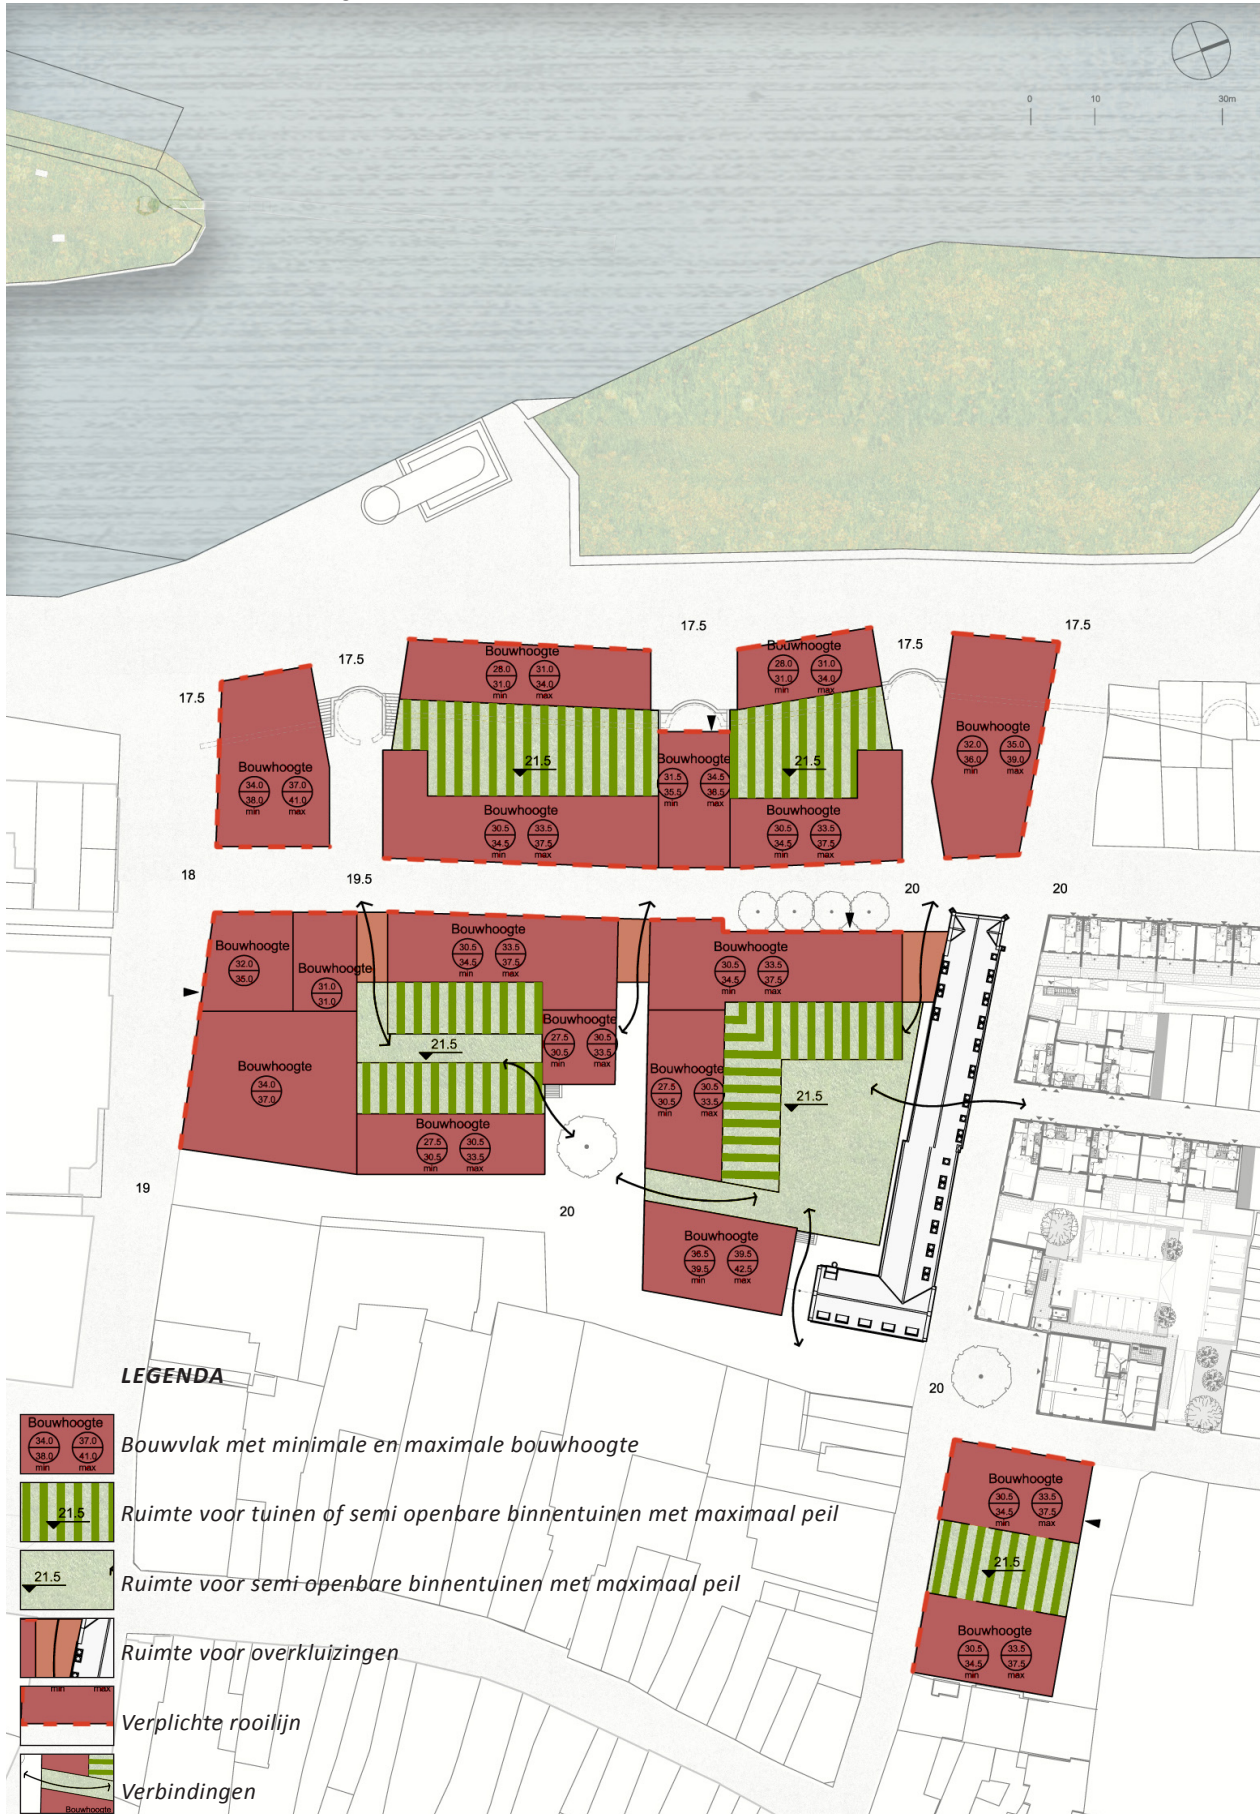 0 10 30m
17.5
17.5
17.5
17.5
17.5
Bouwhoogte
28.0 31.0
31.0 34.0
min max
Bouwhoogte
28.0 31.0
31.0 34.0
min max
Bouwhoogte
34.0 37.0
38.0 41.0
min max
21.5
Bouwhoogte
31.5 34.5
35.5 38.5
min max
21.5
Bouwhoogte
32.0 35.0
36.0 39.0
min max
Bouwhoogte
30.5 33.5
34.5 37.5
min max
Bouwhoogte
30.5 33.5
34.5 37.5
min max
18
19.5
20
20
Bouwhoogte
32.0
35.0
Bouwhoogte
31.0
31.0
Bouwhoogte
30.5 33.5
34.5 37.5
min max
Bouwhoogte
30.5 33.5
34.5 37.5
min max
Bouwhoogte
34.0
37.0
21.5
Bouwhoogte
27.5 30.5
30.5 33.5
min max
Bouwhoogte
27.5 30.5
30.5 33.5
min max
21.5
Bouwhoogte
27.5 30.5
30.5 33.5
min max
19
20
Bouwhoogte
36.5 39.5
39.5 42.5
min max
20
Bouwhoogte
30.5 33.5
34.5 37.5
min max
21.5
Bouwhoogte
30.5 33.5
34.5 37.5
min max
LEGENDA
Bouwhoogte
34.0 37.0
38.0 41.0
min max
Bouwvlak met minimale en maximale bouwhoogte
21.5
Ruimte voor tuinen of semi openbare binnentuinen met maximaal peil
21.5
Ruimte voor semi openbare binnentuinen met maximaal peil
Ruimte voor overkluizingen
min max
Verplichte rooilijn
Verbindingen
Bouwhoogte